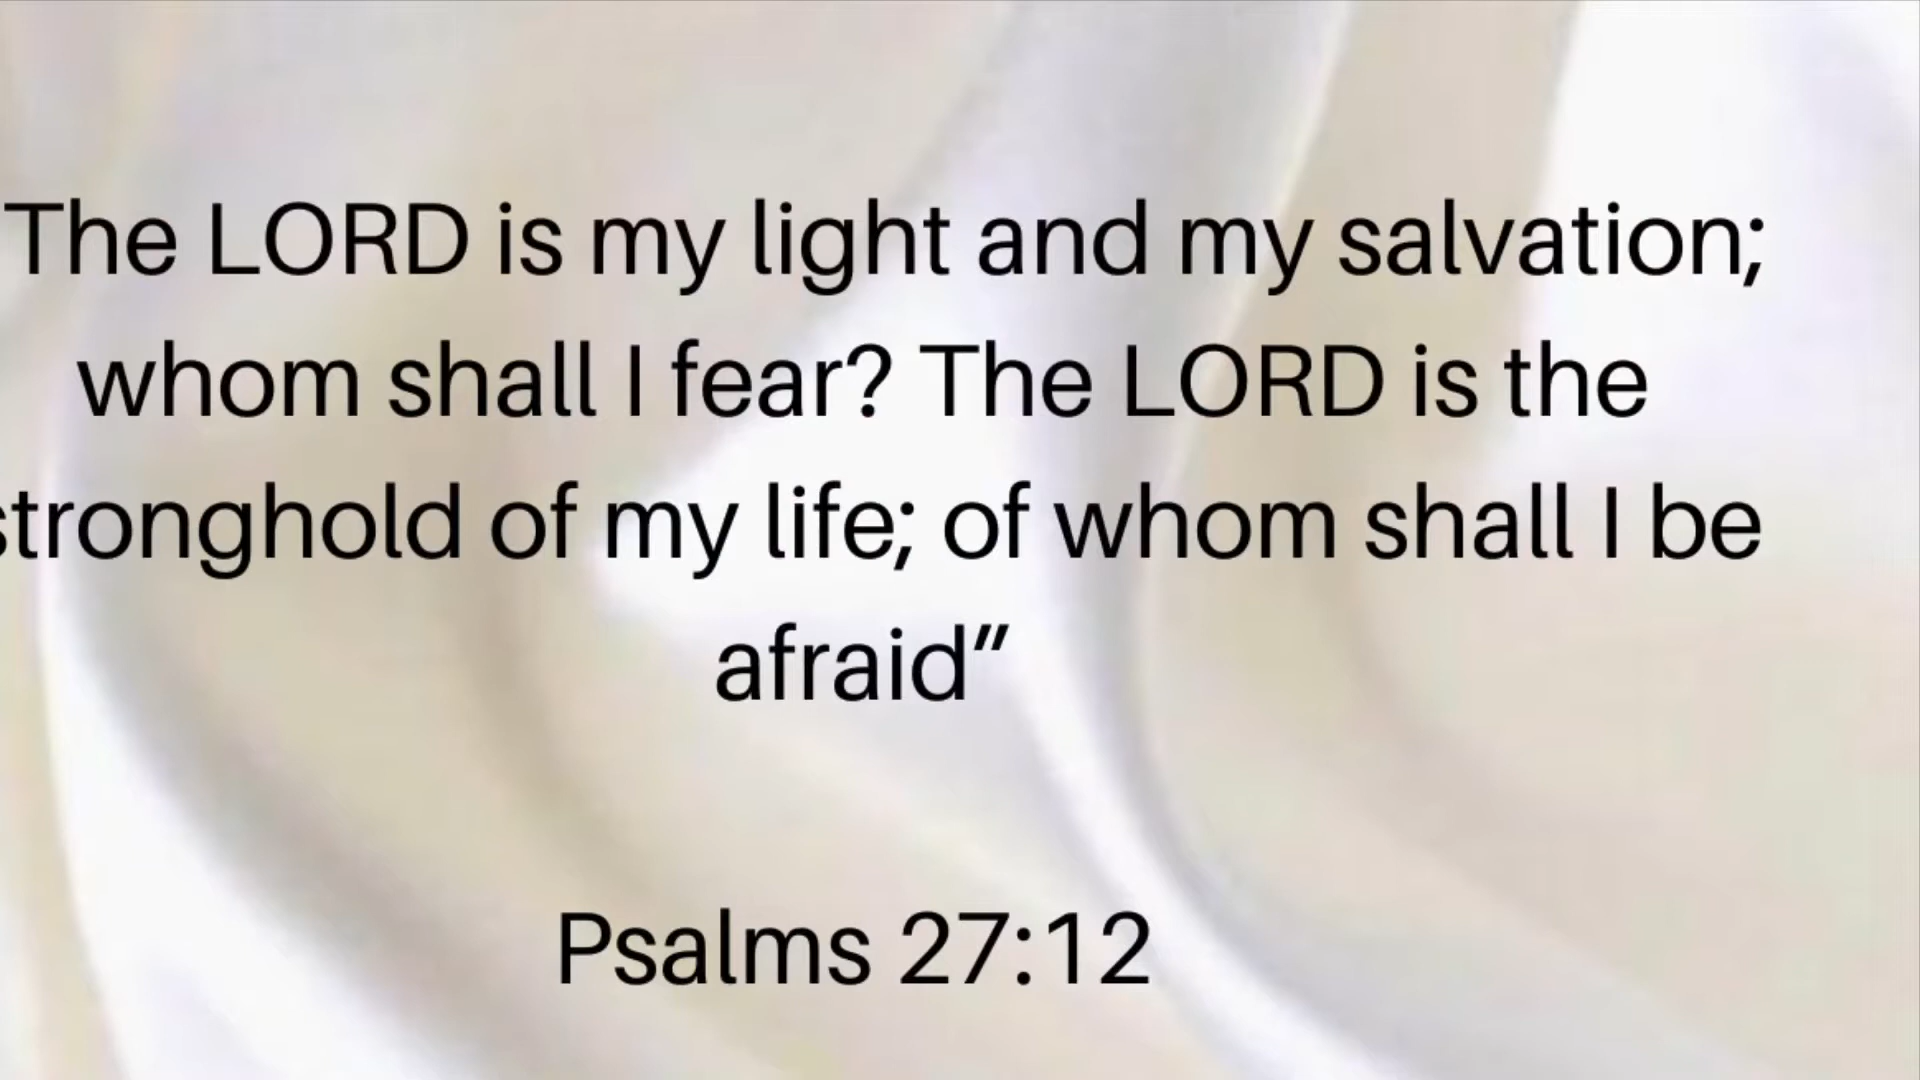 The LORD is my light and my salvation;
whom shall I fear? The LORD is the
stronghold of my life; of whom shall I be
afraid”
Psalms 27:12